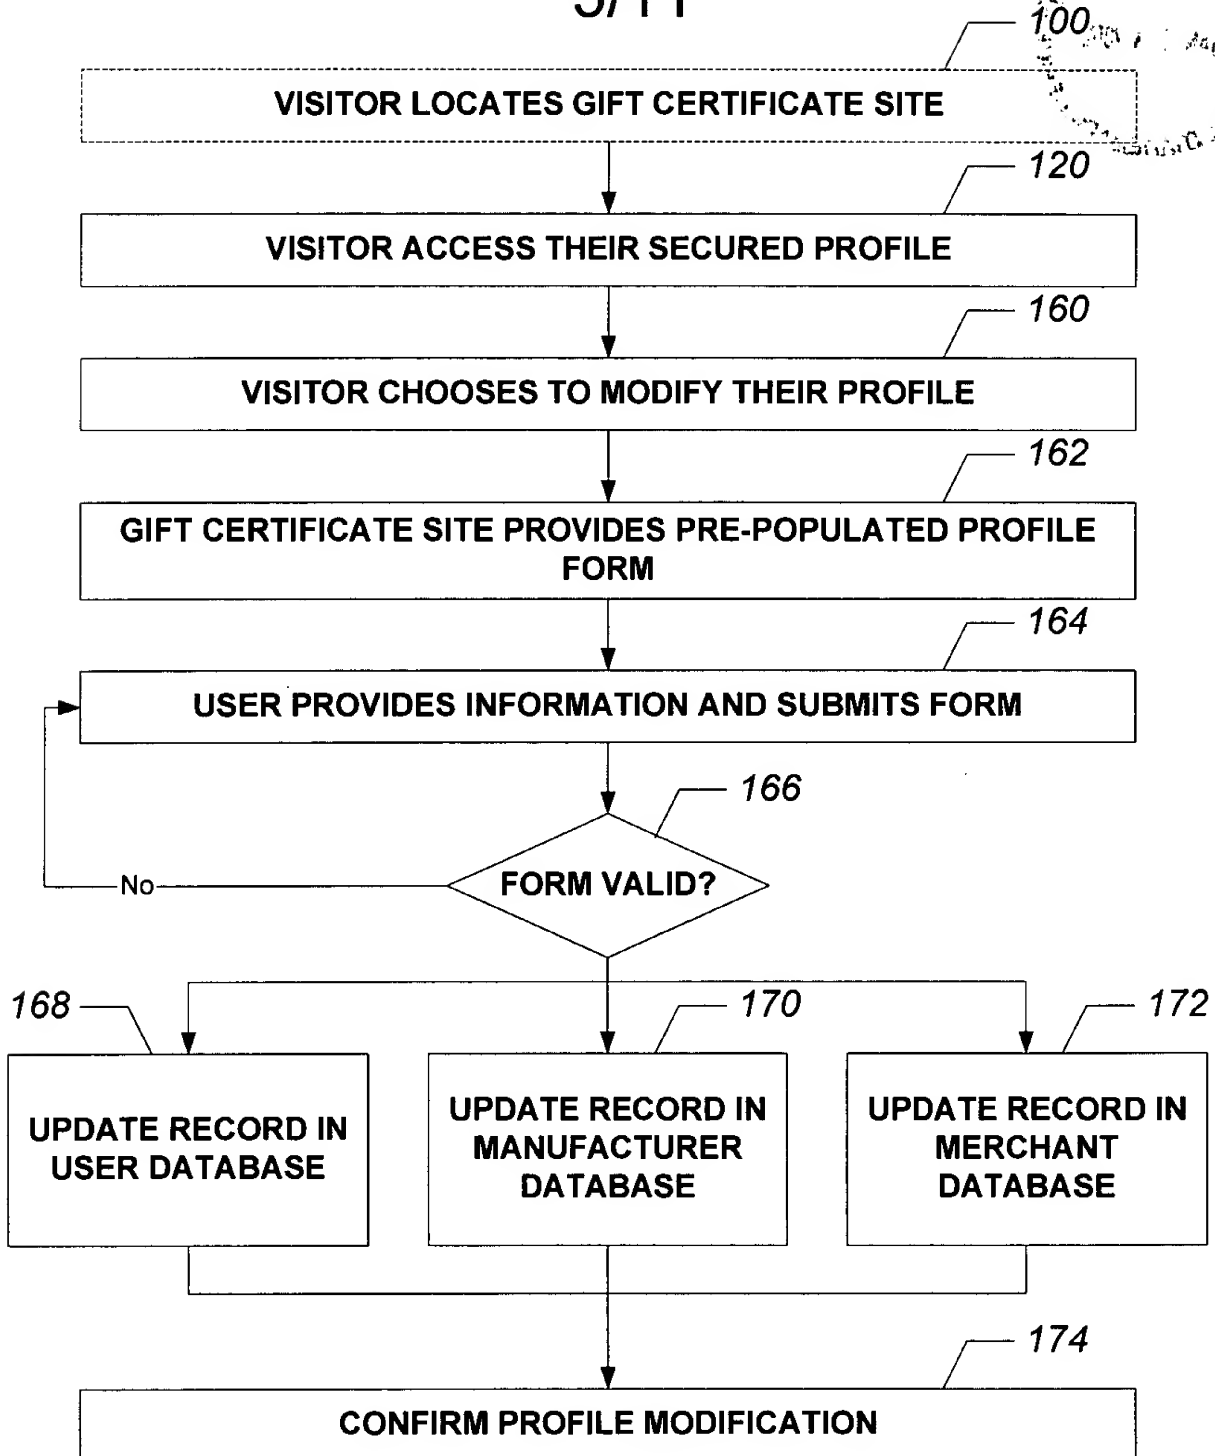 100
VISITOR LOCATES GIFT CERTIFICATE SITE
120
VISITOR ACCESS THEIR SECURED PROFILE
160
VISITOR CHOOSES TO MODIFY THEIR PROFILE
162
GIFT CERTIFICATE SITE PROVIDES PRE-POPULATED PROFILE
FORM
164
USER PROVIDES INFORMATION AND SUBMITS FORM
166
FORM VALID?
No
168
170
172
UPDATE RECORD IN
USER DATABASE
UPDATE RECORD IN
MANUFACTURER
DATABASE
UPDATE RECORD IN
MERCHANT
DATABASE
174
CONFIRM PROFILE MODIFICATION